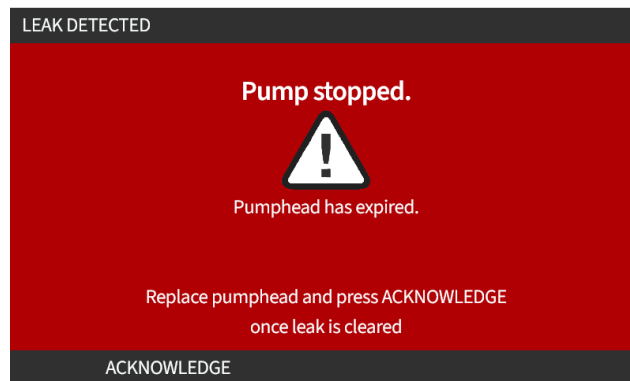 LEAK DETECTED
Pump stopped.
!
Pumphead has expired.
Replace pumphead and press ACKNOWLEDGE
once leak is cleared
ACKNOWLEDGE